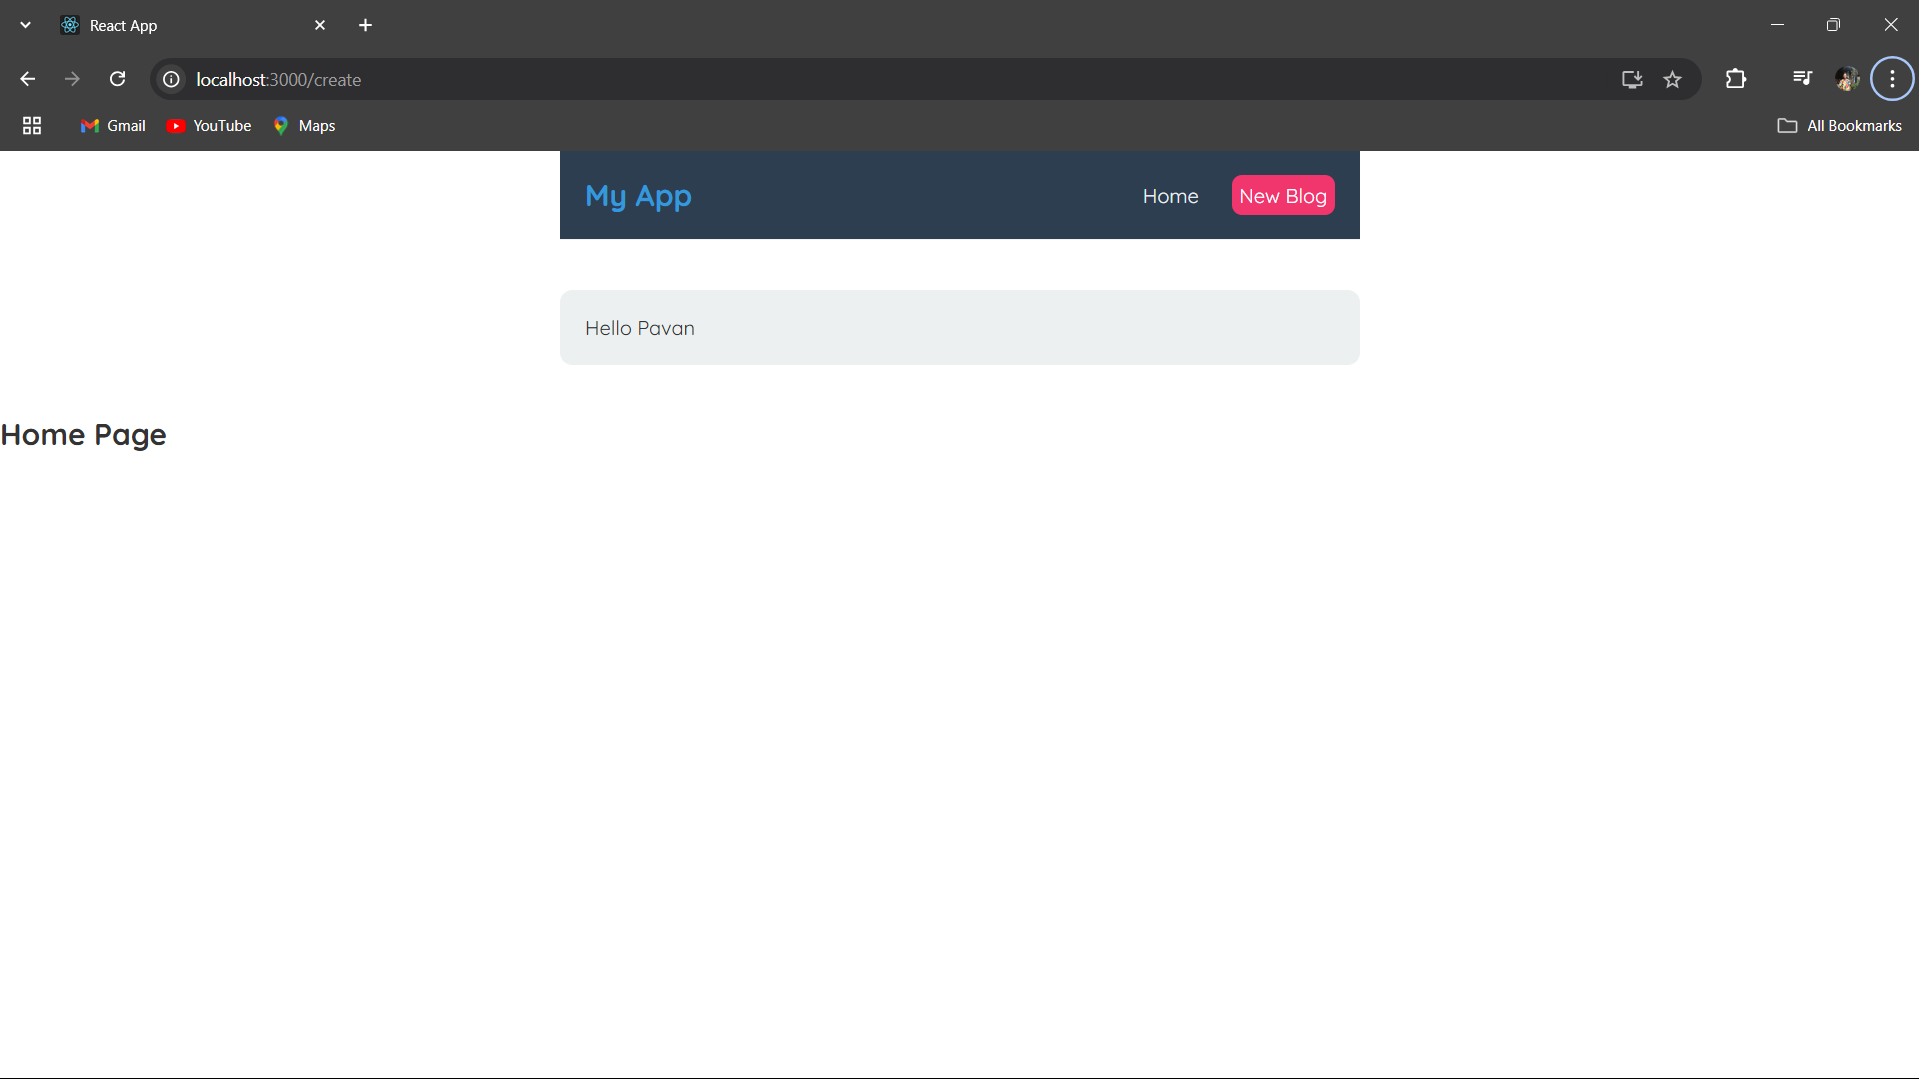 React App
localhost:3000/create
Gmail YouTube Maps All Bookmarks
My App Home New Blog
Hello Pavan
Home Page